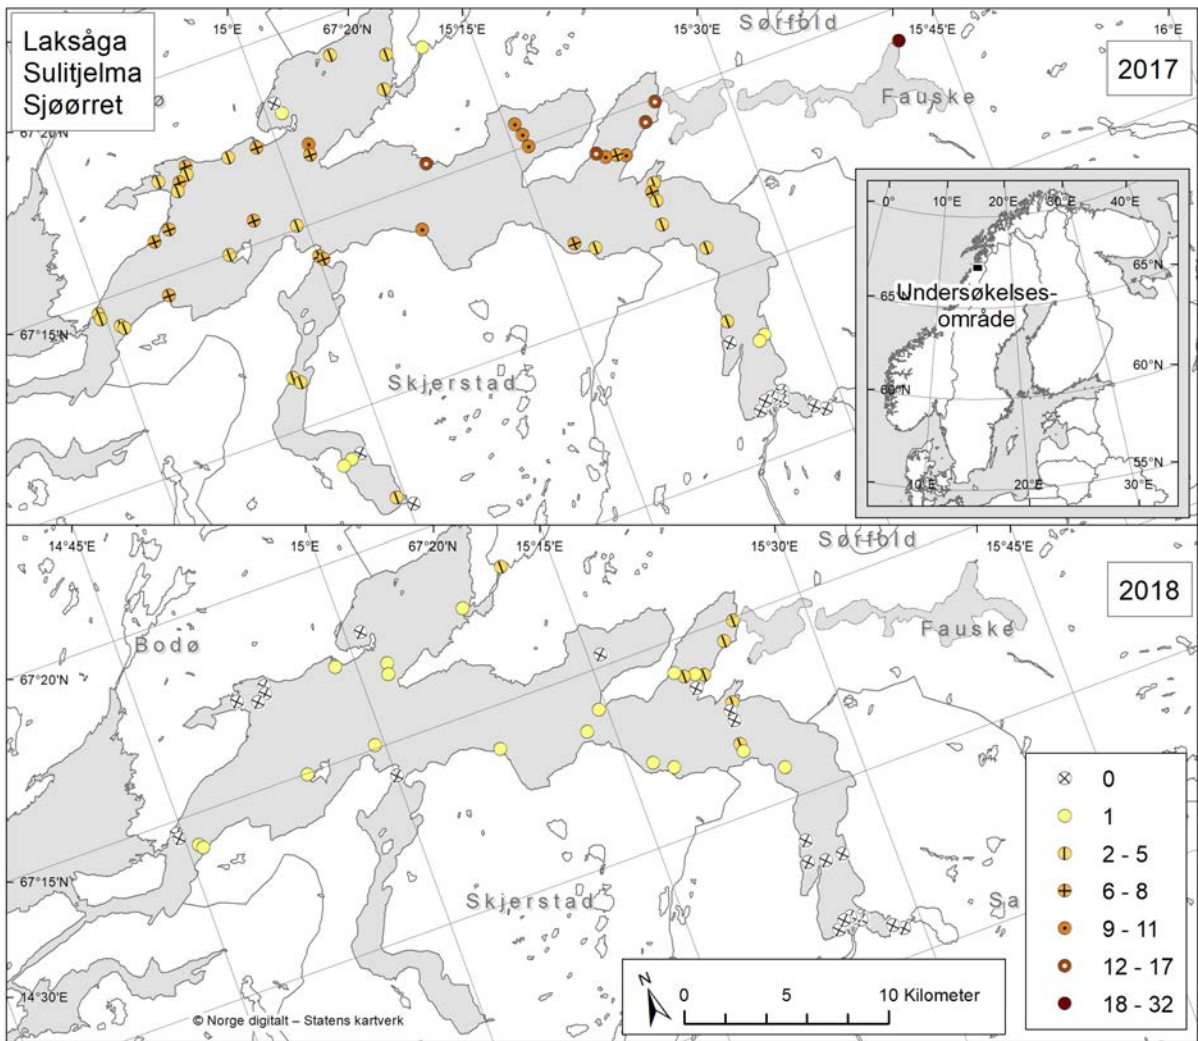 Laksåga
Sulitjelma
Sjøørret
15°E
67°20'N
15°15'E
15°30'E
Sørfold
15°45'E
16°E
2017
Fauske
67°20'N
0°
10°E
20°E
30°E
40°E
65°N
65°N
Undersøkelses-
område
60°N
60°N
55°N
10°E
20°E
30°E
67°15'N
Skjerstad
14°45'E
15°E
67°20'N
15°15'E
15°30'E
Sørfold
15°45'E
2018
Bodø
Fauske
67°20'N
67°15'N
Skjerstad
Sa
14°30'E
© Norge digitalt – Statens kartverk
N
0 5 10 Kilometer
0
1
2 - 5
6 - 8
9 - 11
12 - 17
18 - 32